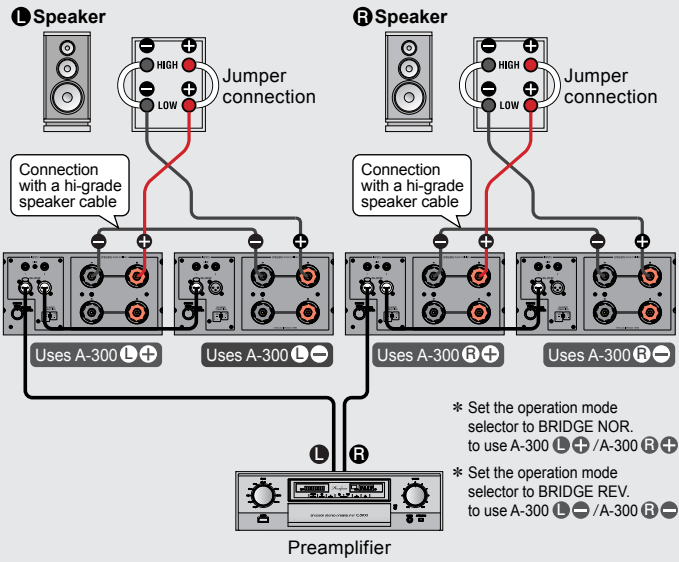 L Speaker
R Speaker
− +
HIGH
− +
LOW
Jumper
connection
− +
HIGH
− +
LOW
Jumper
connection
Connection
with a hi-grade
speaker cable
Connection
with a hi-grade
speaker cable
− + − +
− + − +
Uses A-300 L +
Uses A-300 L −
Uses A-300 R +
Uses A-300 R −
L R
Preamplifier
* Set the operation mode
selector to BRIDGE NOR.
to use A-300 L + /A-300 R +
* Set the operation mode
selector to BRIDGE REV.
to use A-300 L − /A-300 R −